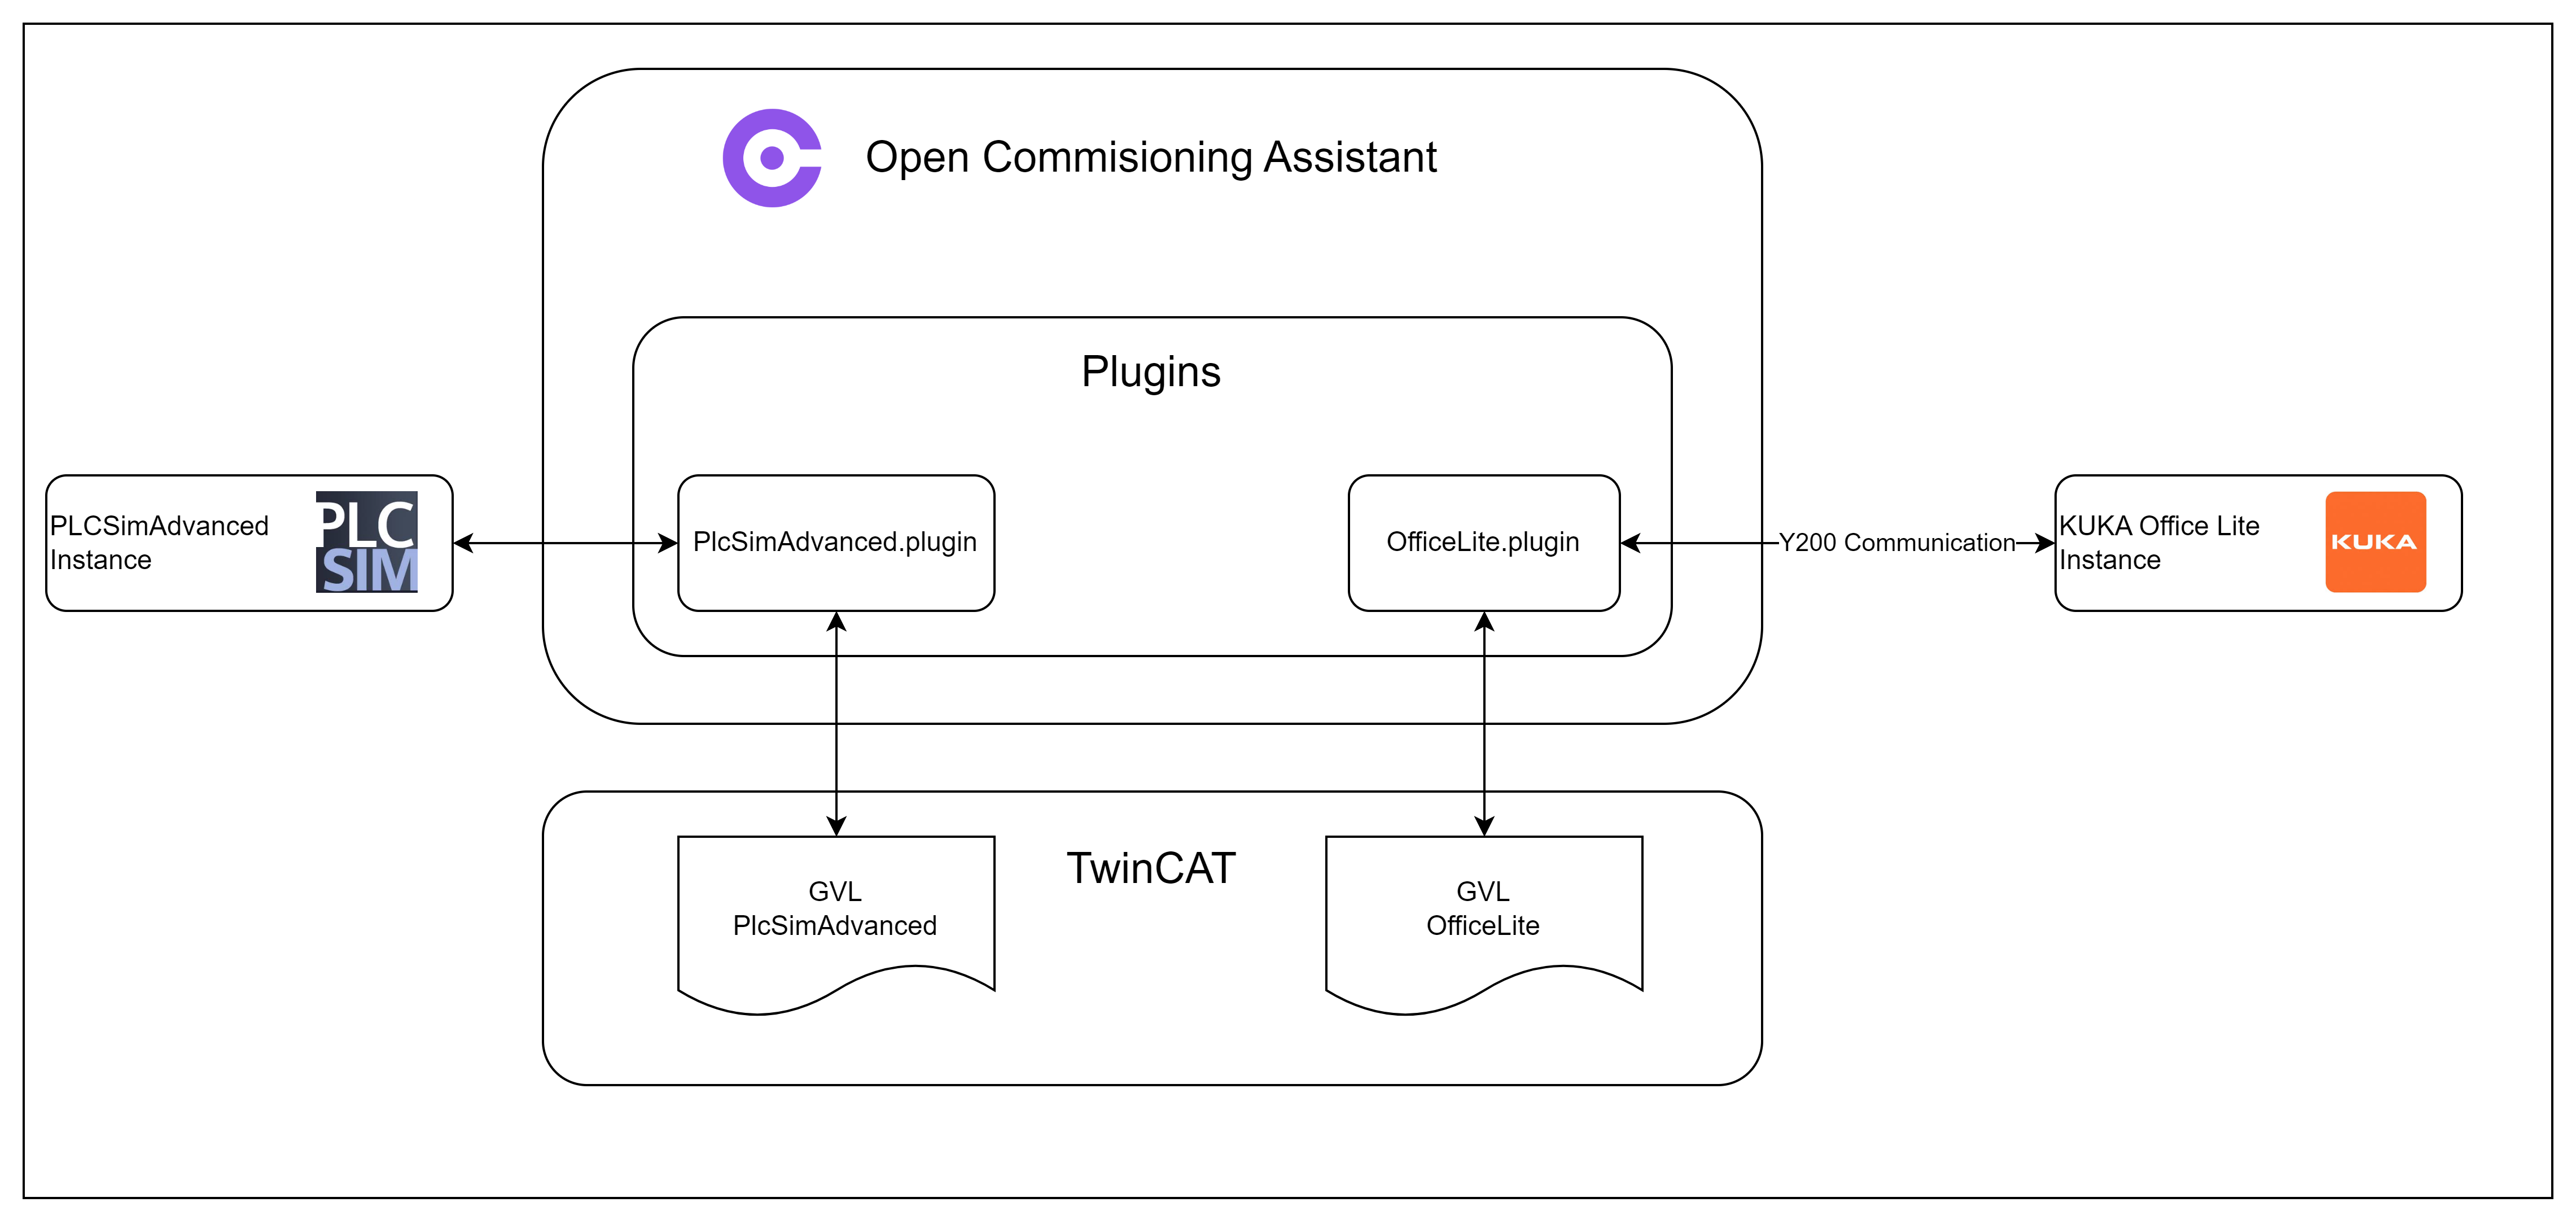 Open Commisioning Assistant
Plugins
PLCSimAdvanced
Instance
PLC
SIM
PlcSimAdvanced.plugin
OfficeLite.plugin
Y200 Communication
KUKA Office Lite
Instance
KUKA
TwinCAT
GVL
PlcSimAdvanced
GVL
OfficeLite